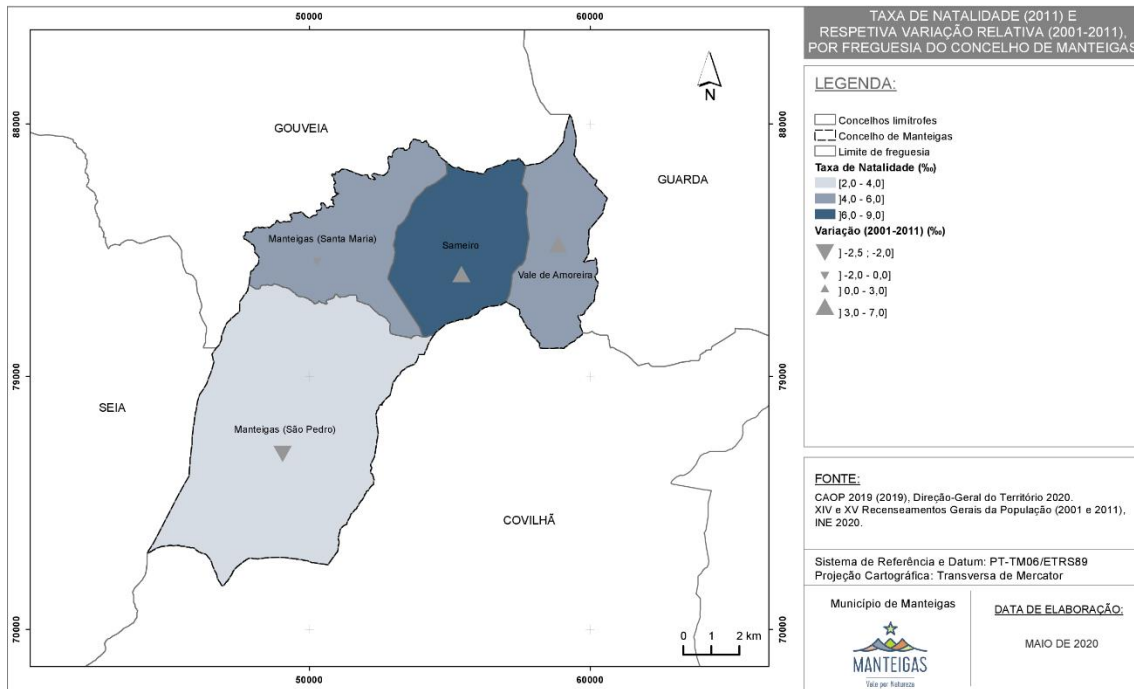 TAXA DE NATALIDADE (2011) E
RESPETIVA VARIAÇÃO RELATIVA (2001-2011),
POR FREGUESIA DO CONCELHO DE MANTEIGAS
50000
60000
88000
88000
79000
79000
70000
70000
50000
60000
N
GOUVEIA
GUARDA
SEIA
COVILHÃ
Manteigas (Santa Maria)
Sameiro
Vale de Amoreira
Manteigas (São Pedro)
0 1 2 km
LEGENDA:
Concelhos limítrofes
Concelho de Manteigas
Limite de freguesia
Taxa de Natalidade (‰)
[2,0 - 4,0]
]4,0 - 6,0]
]6,0 - 9,0]
Variação (2001-2011) (‰)
] -2,5 ; -2,0]
] -2,0 - 0,0]
] 0,0 - 3,0]
] 3,0 - 7,0]
FONTE:
CAOP 2019 (2019), Direção-Geral do Território 2020.
XIV e XV Recenseamentos Gerais da População (2001 e 2011),
INE 2020.
Sistema de Referência e Datum: PT-TM06/ETRS89
Projeção Cartográfica: Transversa de Mercator
Município de Manteigas
MANTEIGAS
Vale por Natureza
DATA DE ELABORAÇÃO:
MAIO DE 2020